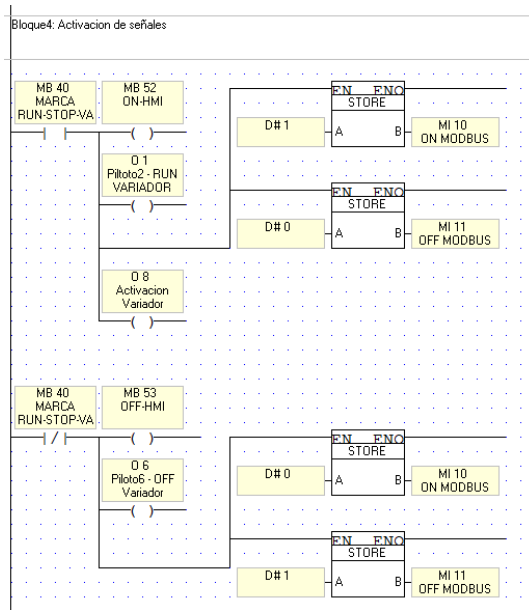 Bloque4: Activacion de señales
MB 40
MARCA
RUN-STOP-VA
MB 52
ON-HMI
EN ENO
STORE
D# 1
A
B
MI 10
ON MODBUS
O 1
Piltoto2 - RUN
VARIADOR
EN ENO
STORE
D# 0
A
B
MI 11
OFF MODBUS
O 8
Activacion
Variador
MB 40
MARCA
RUN-STOP-VA
MB 53
OFF-HMI
EN ENO
STORE
D# 0
A
B
MI 10
ON MODBUS
O 6
Piloto6 - OFF
Variador
EN ENO
STORE
D# 1
A
B
MI 11
OFF MODBUS